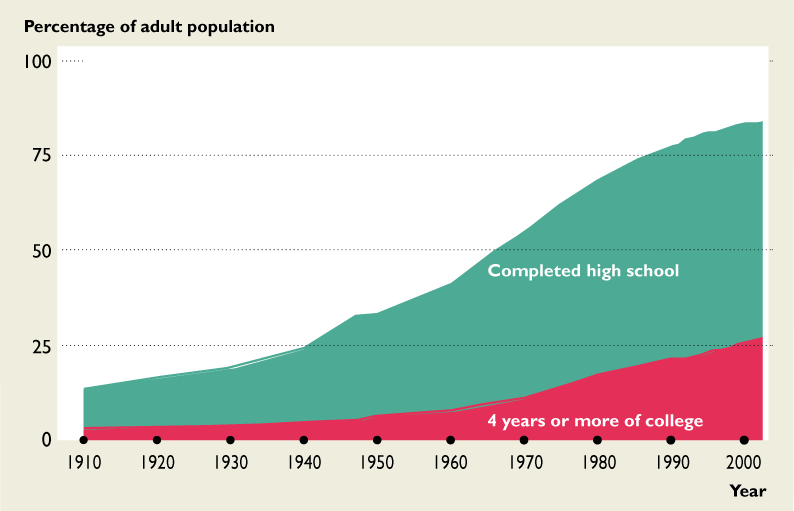 Percentage of adult population
100
75
50
Completed high school
25
4 years or more of college
0
1910 1920 1930 1940 1950 1960 1970 1980 1990 2000
Year